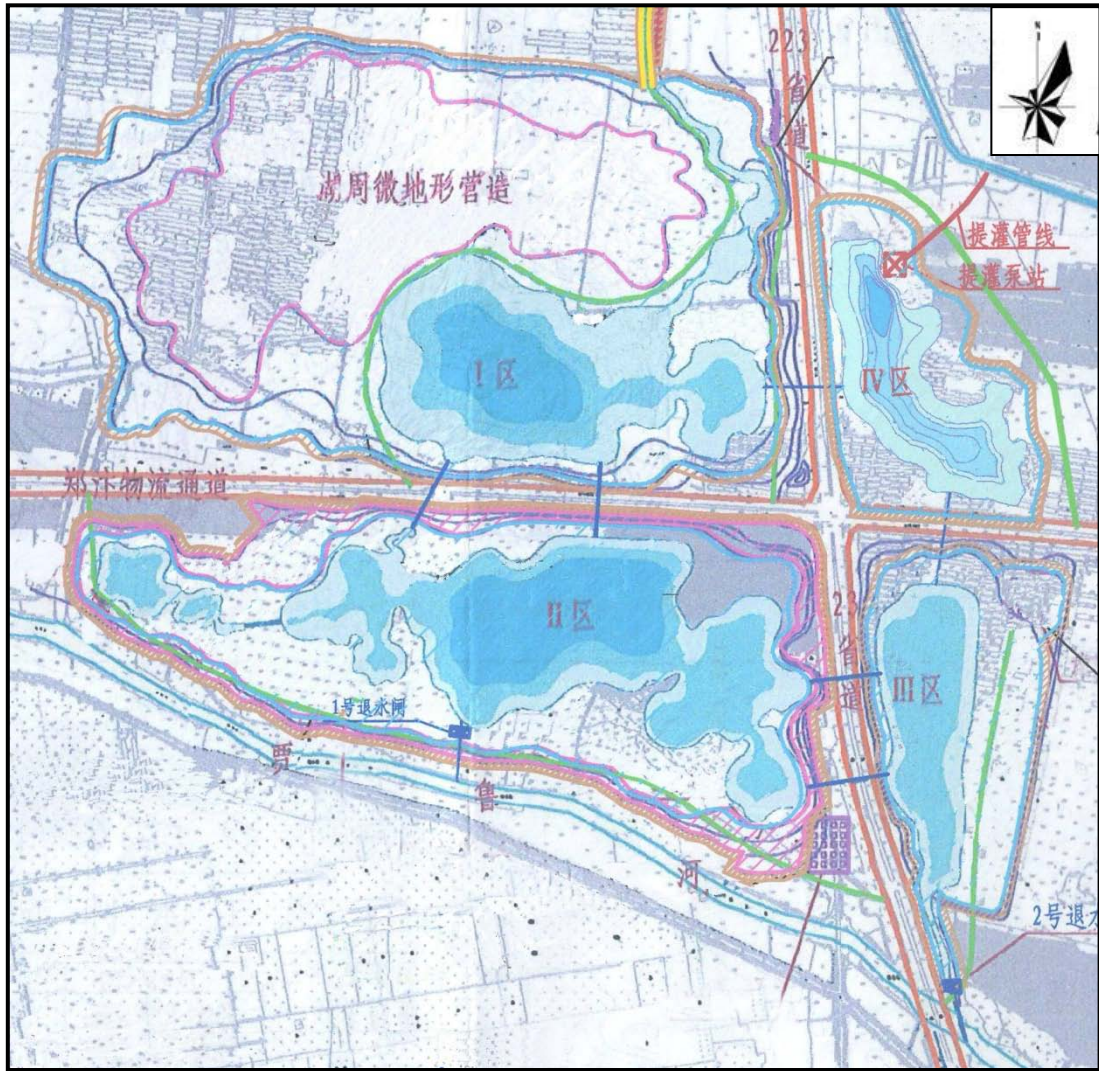 N
223
省道
湖周微地形营造
提灌管线
提灌泵站
I区
IV区
郑汴物流通道
II区
23
省道
III区
1号退水闸
贾
鲁
河
2号退水